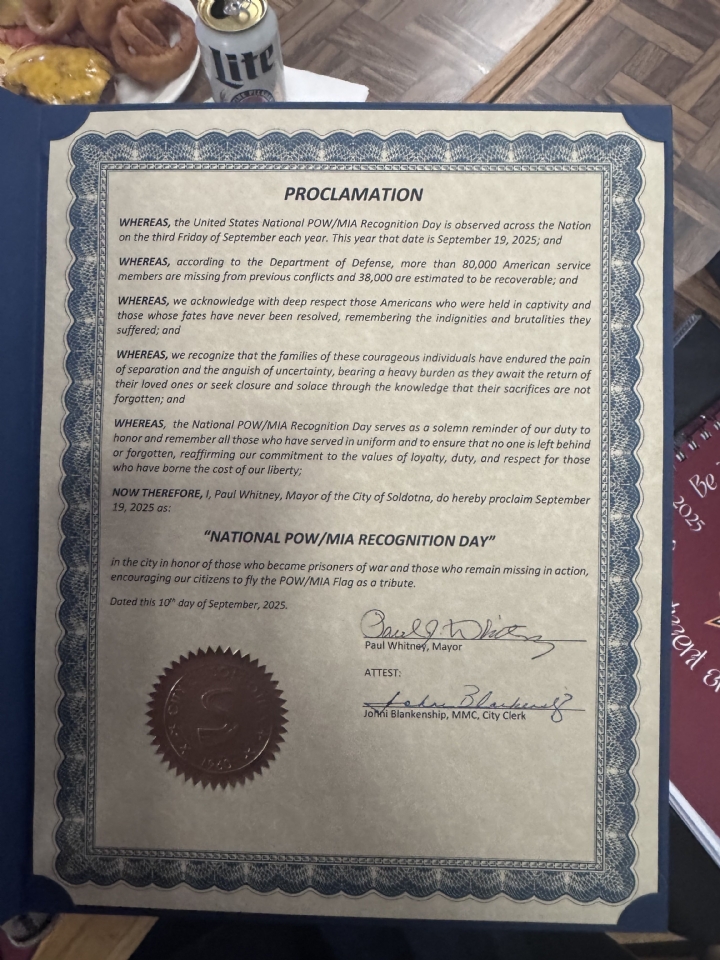 Lite
PROCLAMATION
WHEREAS, the United States National POW/MIA Recognition Day is observed across the Nation
on the third Friday of September each year. This year that date is September 19, 2025; and
WHEREAS, according to the Department of Defense, more than 80,000 American service
members are missing from previous conflicts and 38,000 are estimated to be recoverable; and
WHEREAS, we acknowledge with deep respect those Americans who were held in captivity and
those whose fates have never been resolved, remembering the indignities and brutalities they
suffered; and
WHEREAS, we recognize that the families of these courageous individuals have endured the pain
of separation and the anguish of uncertainty, bearing a heavy burden as they await the return of
their loved ones or seek closure and solace through the knowledge that their sacrifices are not
forgotten; and
WHEREAS, the National POW/MIA Recognition Day serves as a solemn reminder of our duty to
honor and remember all those who have served in uniform and to ensure that no one is left behind
or forgotten, reaffirming our commitment to the values of loyalty, duty, and respect for those
who have borne the cost of our liberty;
NOW THEREFORE, I, Paul Whitney, Mayor of the City of Soldotna, do hereby proclaim September
19, 2025 as:
“NATIONAL POW/MIA RECOGNITION DAY”
in the city in honor of those who became prisoners of war and those who remain missing in action,
encouraging our citizens to fly the POW/MIA Flag as a tribute.
Dated this 10th day of September, 2025.
Paul J. Whitney
Paul Whitney, Mayor
ATTEST:
Johni Blankenship
Johni Blankenship, MMC, City Clerk
S
1960
2025